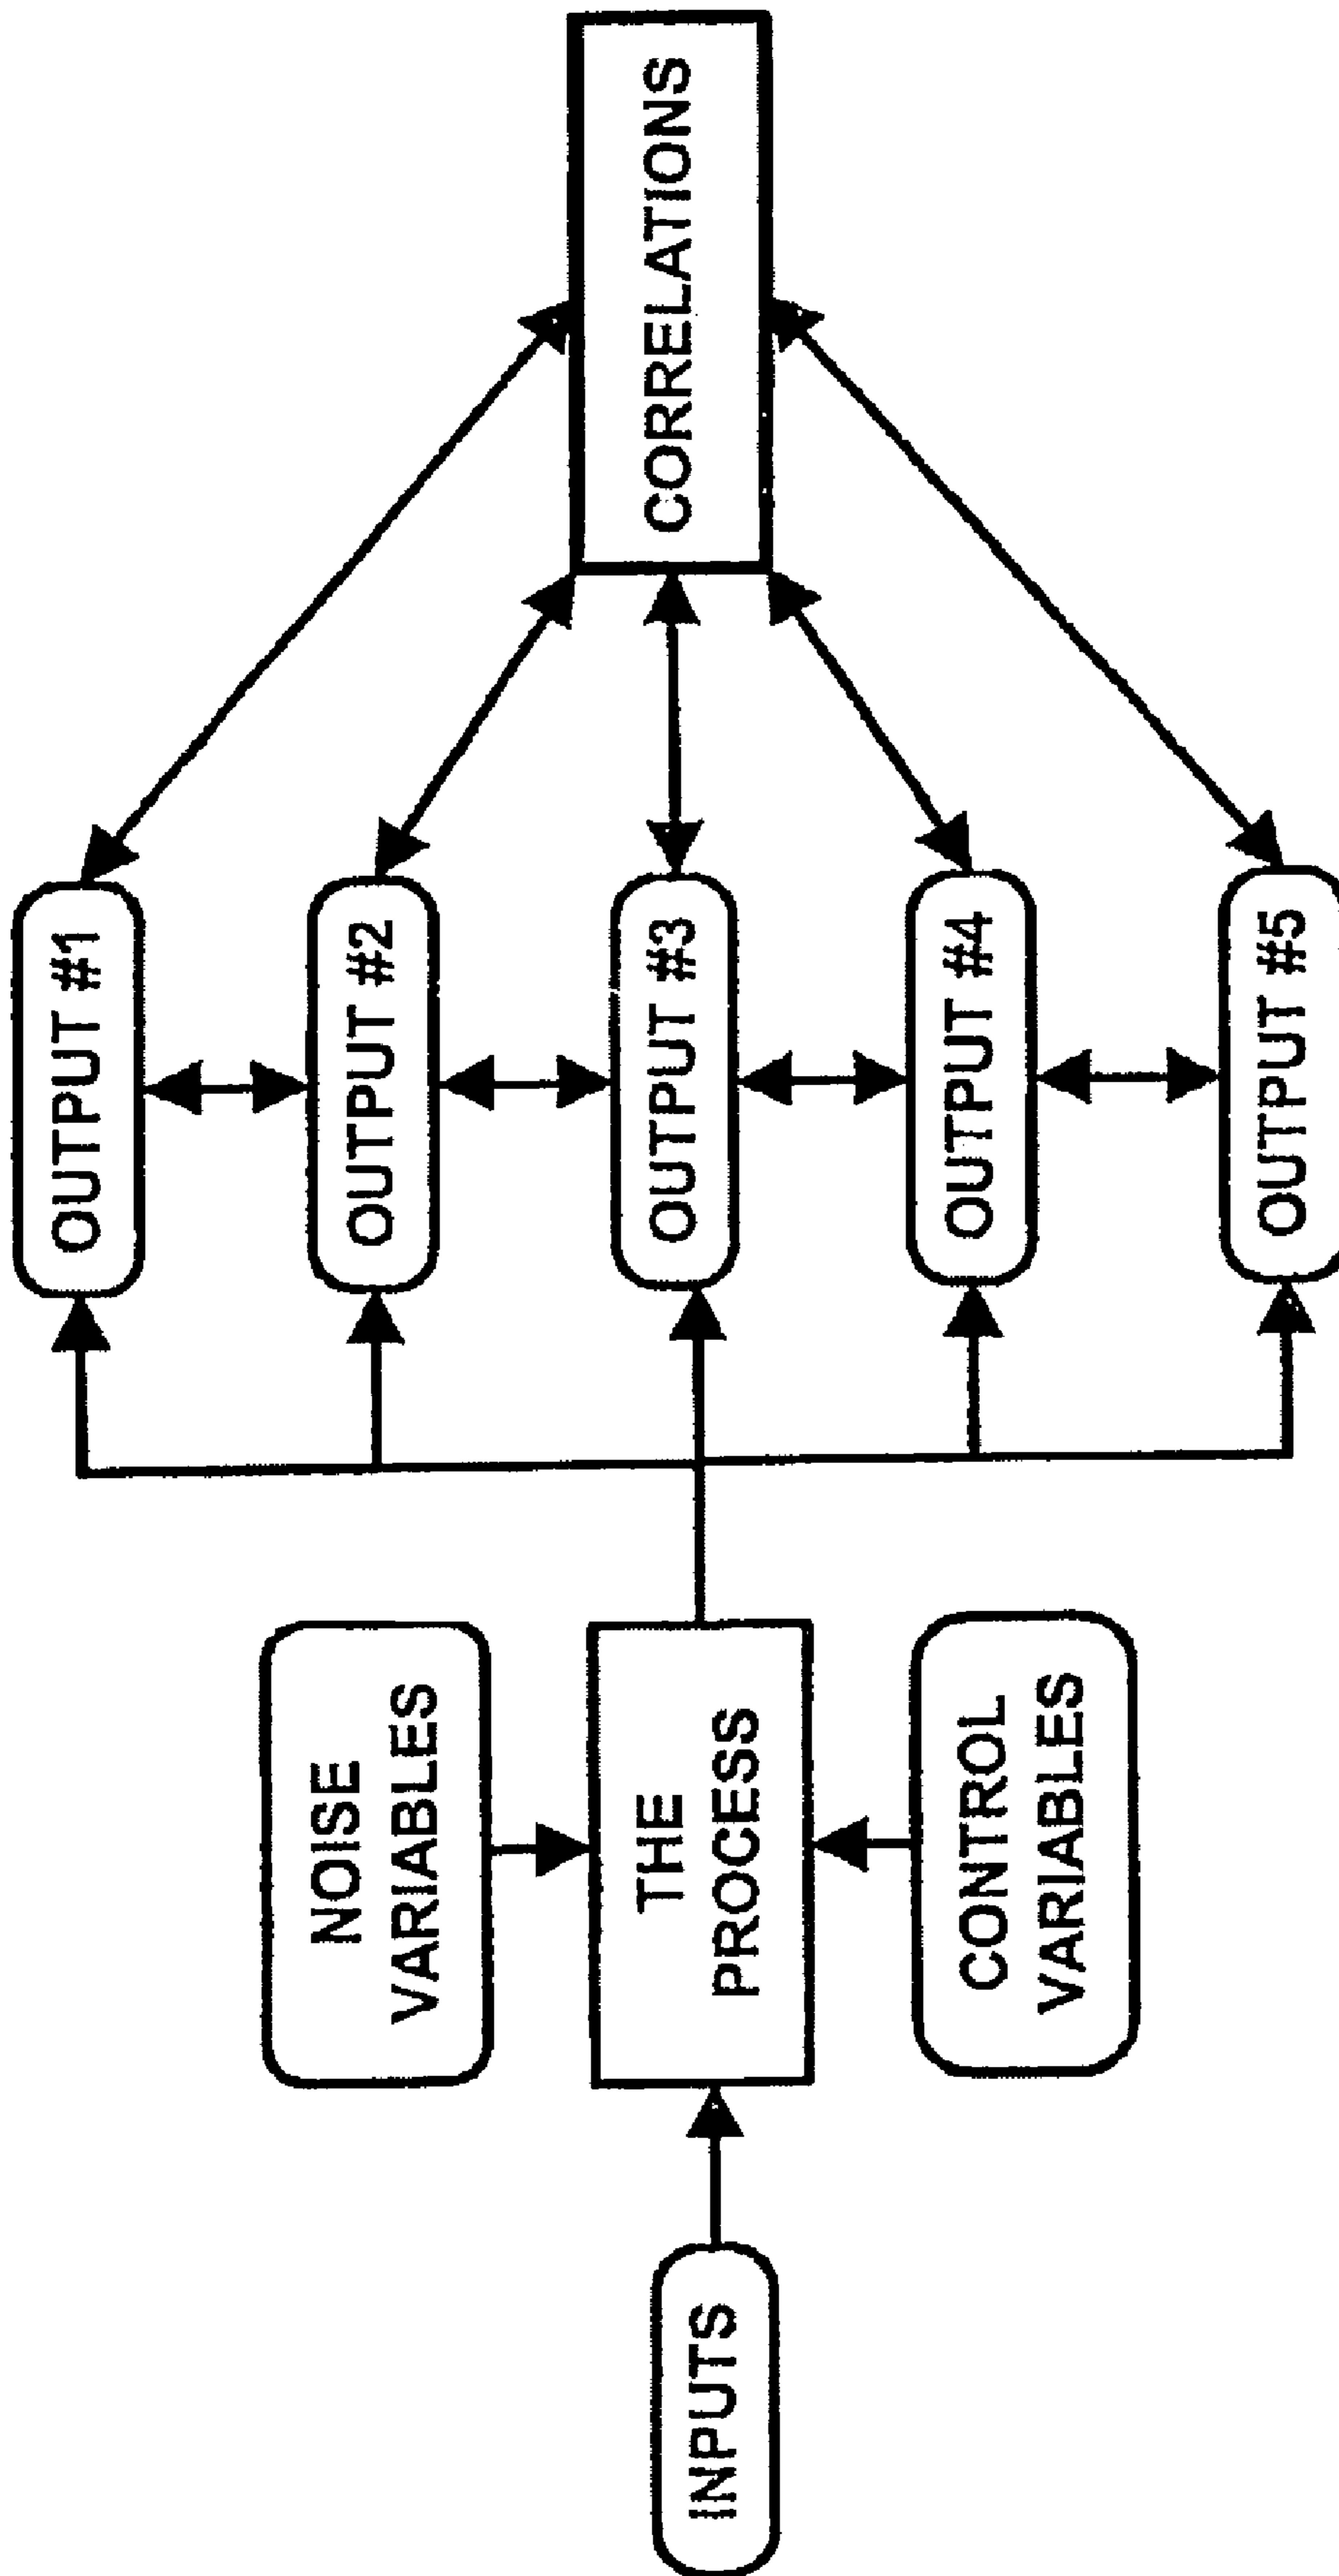 INPUTS
NOISE
VARIABLES
THE
PROCESS
CONTROL
VARIABLES
OUTPUT #1
OUTPUT #2
OUTPUT #3
OUTPUT #4
OUTPUT #5
CORRELATIONS